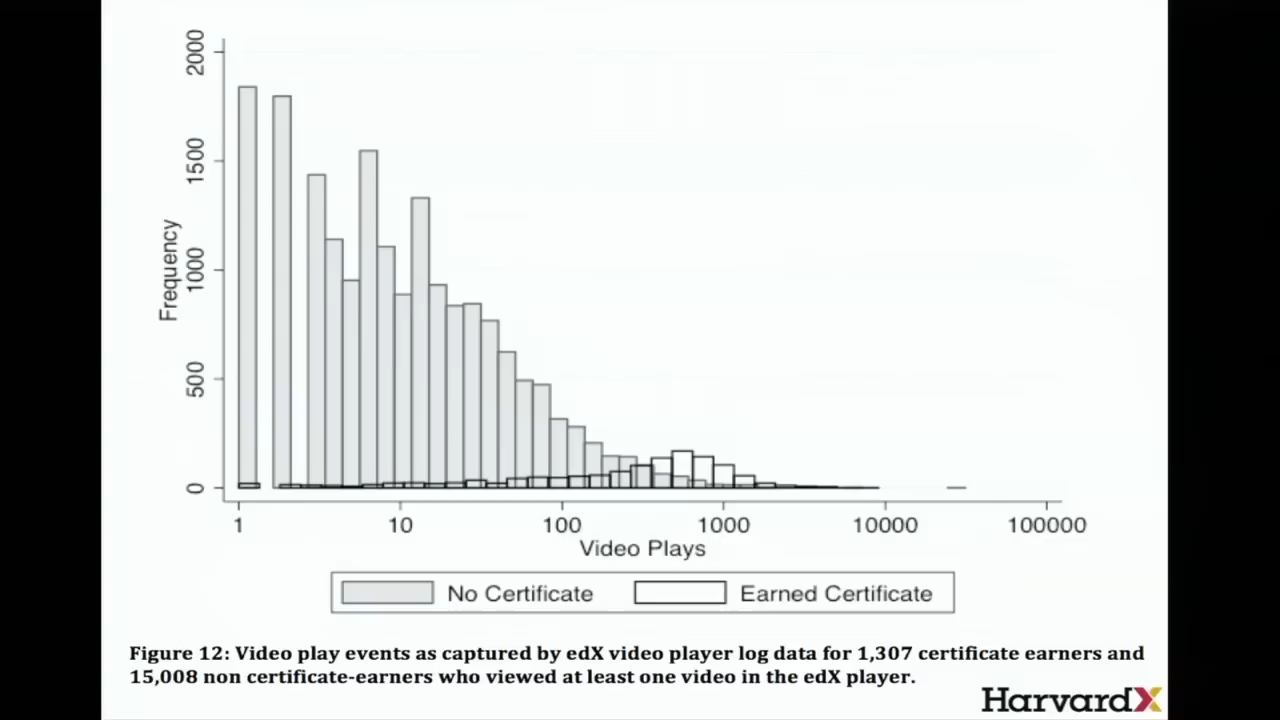 2000
1500
1000
500
0
Frequency
1 10 100 1000 10000 100000
Video Plays
No Certificate Earned Certificate
Figure 12: Video play events as captured by edX video player log data for 1,307 certificate earners and
15,008 non certificate-earners who viewed at least one video in the edX player.
HarvardX